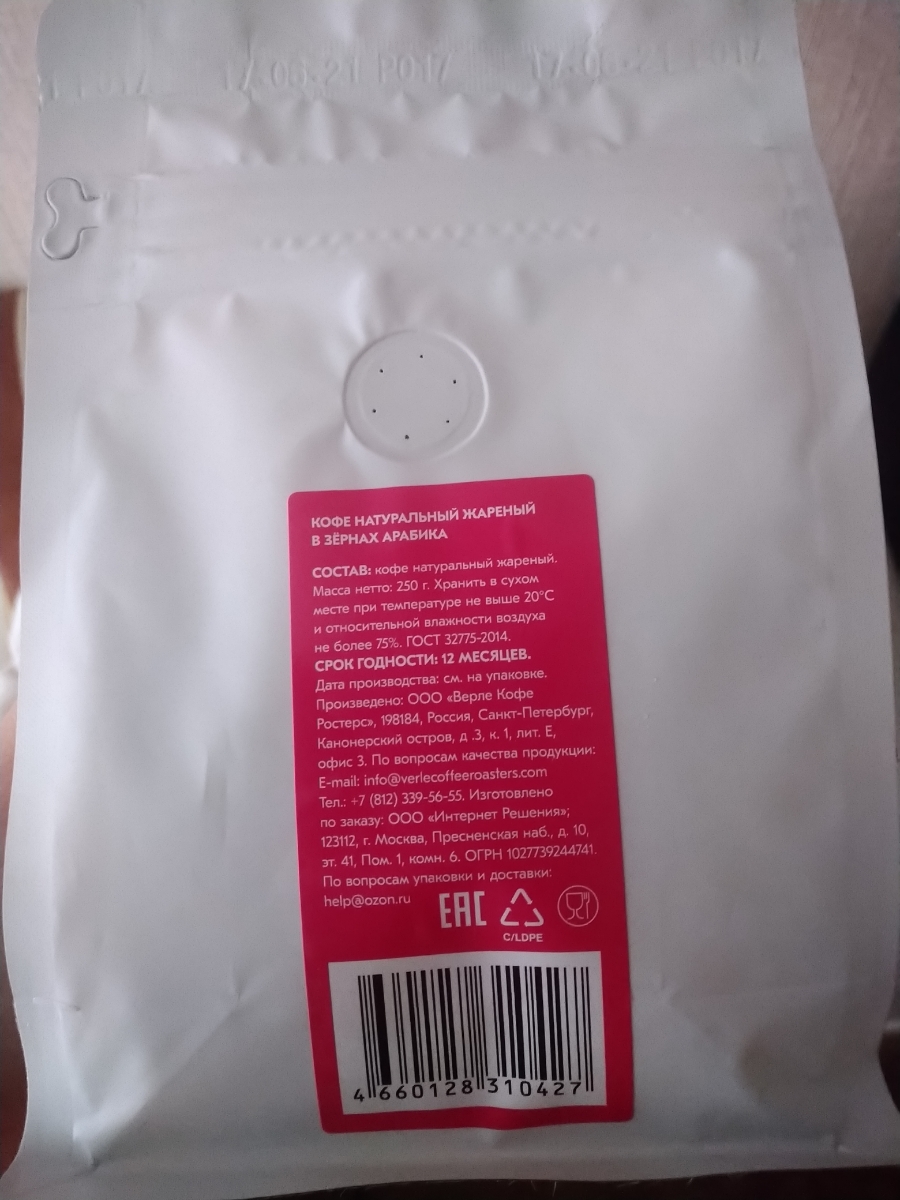 17.06.21 P017
17.06.21 P017
КОФЕ НАТУРАЛЬНЫЙ ЖАРЕНЫЙ
В ЗЁРНАХ АРАБИКА
СОСТАВ: кофе натуральный жареный.
Масса нетто: 250 г. Хранить в сухом
месте при температуре не выше 20°С
и относительной влажности воздуха
не более 75%. ГОСТ 32775-2014.
СРОК ГОДНОСТИ: 12 МЕСЯЦЕВ.
Дата производства: см. на упаковке.
Произведено: ООО «Верле Кофе
Ростерс», 198184, Россия, Санкт-Петербург,
Канонерский остров, д .3, к. 1, лит. Е,
офис 3. По вопросам качества продукции:
E-mail: info@verlecoffeeroasters.com
Тел.: +7 (812) 339-56-55. Изготовлено
по заказу: ООО «Интернет Решения»;
123112, г. Москва, Пресненская наб., д. 10,
эт. 41, Пом. 1, комн. 6. ОГРН 1027739244741.
По вопросам упаковки и доставки:
help@ozon.ru
EAC
C/LDPE
4 660128 310427